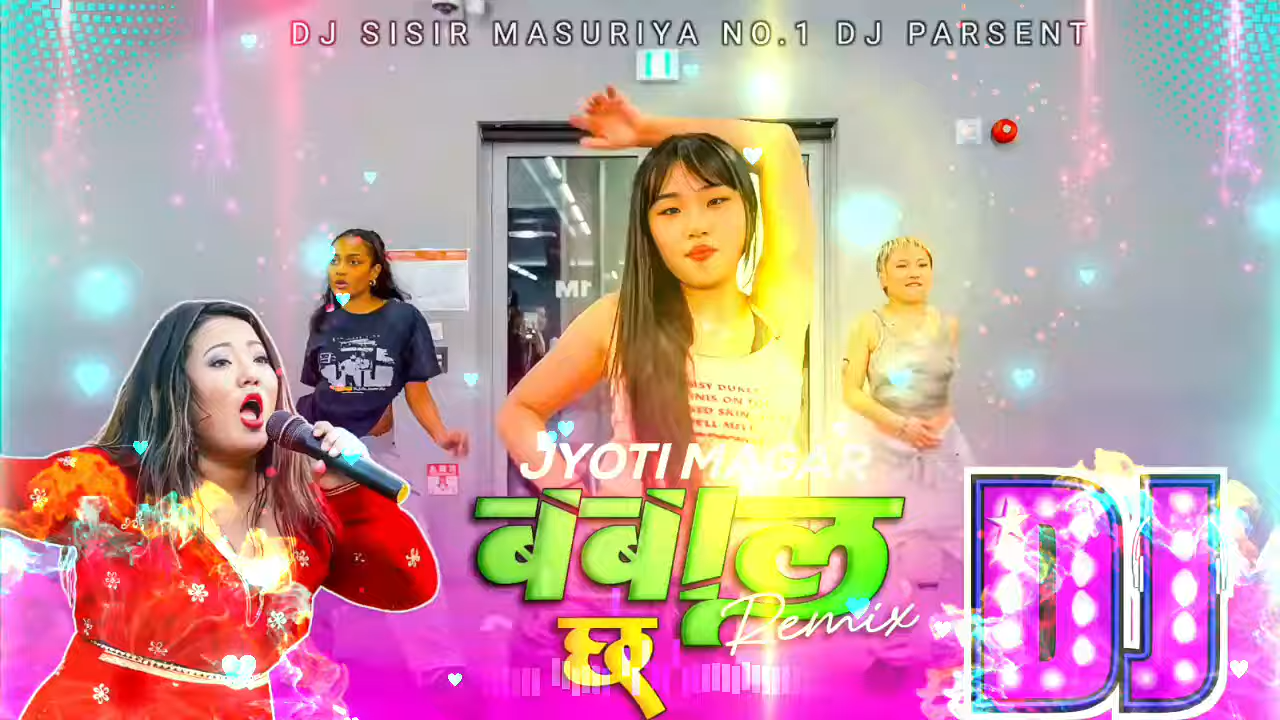 DJ SISIR MASURIYA NO.1 DJ PARSENT
JYOTI MAGAR
बबाल
छ
Remix
DJ